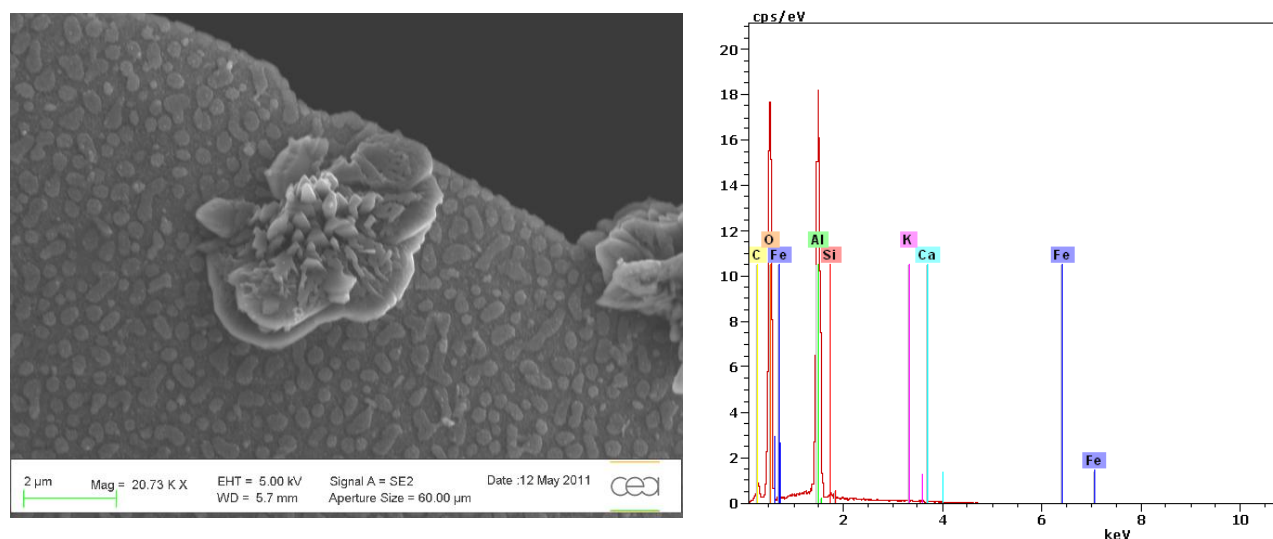 2 µm
Mag = 20.73 K X
EHT = 5.00 kV
WD = 5.7 mm
Signal A = SE2
Aperture Size = 60.00 µm
Date :12 May 2011
cea
cps/eV
20
18
16
14
12
10
8
6
4
2
0
C
O
Fe
Al
Si
K
Ca
Fe
Fe
2
4
6
8
10
keV